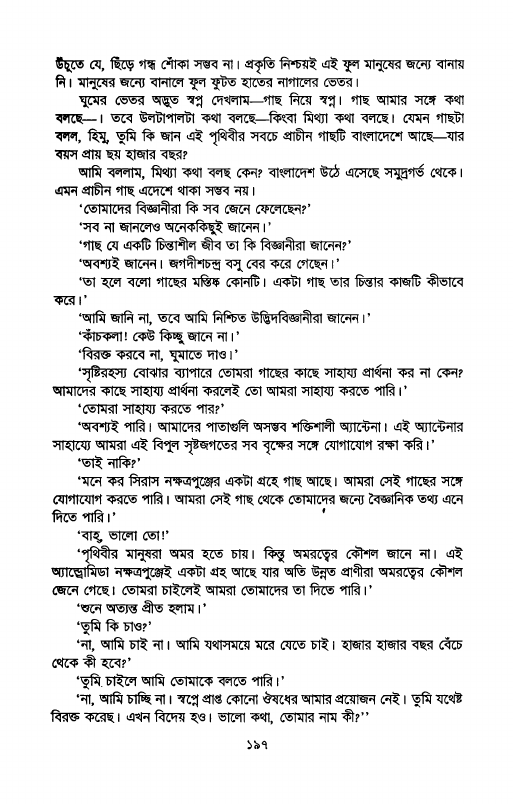 উঁচুতে যে, ছিঁড়ে গন্ধ শোঁকা সম্ভব না। প্রকৃতি নিশ্চয়ই এই ফুল মানুষের জন্যে বানায়
নি। মানুষের জন্যে বানালে ফুল ফুটত হাতের নাগালের ভেতর।
ঘুমের ভেতর অদ্ভুত স্বপ্ন দেখলাম—গাছ নিয়ে স্বপ্ন। গাছ আমার সঙ্গে কথা
বলছে—। তবে উলটাপালটা কথা বলছে—কিংবা মিথ্যা কথা বলছে। যেমন গাছটা
বলল, হিমু, তুমি কি জান এই পৃথিবীর সবচে প্রাচীন গাছটি বাংলাদেশে আছে—যার
বয়স প্রায় ছয় হাজার বছর?
আমি বললাম, মিথ্যা কথা বলছ কেন? বাংলাদেশ উঠে এসেছে সমুদ্রগর্ভ থেকে।
এমন প্রাচীন গাছ এদেশে থাকা সম্ভব নয়।
‘তোমাদের বিজ্ঞানীরা কি সব জেনে ফেলেছেন?’
‘সব না জানলেও অনেককিছুই জানেন।’
‘গাছ যে একটি চিন্তাশীল জীব তা কি বিজ্ঞানীরা জানেন?’
‘অবশ্যই জানেন। জগদীশচন্দ্র বসু বের করে গেছেন।’
‘তা হলে বলো গাছের মস্তিষ্ক কোনটি। একটা গাছ তার চিন্তার কাজটি কীভাবে
করে।’
‘আমি জানি না, তবে আমি নিশ্চিত উদ্ভিদবিজ্ঞানীরা জানেন।’
‘কাঁচকলা! কেউ কিচ্ছু জানে না।’
‘বিরক্ত করবে না, ঘুমাতে দাও।’
‘সৃষ্টিরহস্য বোঝার ব্যাপারে তোমরা গাছের কাছে সাহায্য প্রার্থনা কর না কেন?
আমাদের কাছে সাহায্য প্রার্থনা করলেই তো আমরা সাহায্য করতে পারি।’
‘তোমরা সাহায্য করতে পার?’
‘অবশ্যই পারি। আমাদের পাতাগুলি অসম্ভব শক্তিশালী অ্যান্টেনা। এই অ্যান্টেনার
সাহায্যে আমরা এই বিপুল সৃষ্টজগতের সব বৃক্ষের সঙ্গে যোগাযোগ রক্ষা করি।’
‘তাই নাকি?’
‘মনে কর সিরাস নক্ষত্রপুঞ্জের একটা গ্রহে গাছ আছে। আমরা সেই গাছের সঙ্গে
যোগাযোগ করতে পারি। আমরা সেই গাছ থেকে তোমাদের জন্যে বৈজ্ঞানিক তথ্য এনে
দিতে পারি।’
‘বাহ্, ভালো তো!’
‘পৃথিবীর মানুষরা অমর হতে চায়। কিন্তু অমরত্বের কৌশল জানে না। এই
অ্যান্ড্রোমিডা নক্ষত্রপুঞ্জেই একটা গ্রহ আছে যার অতি উন্নত প্রাণীরা অমরত্বের কৌশল
জেনে গেছে। তোমরা চাইলেই আমরা তোমাদের তা দিতে পারি।’
‘শুনে অত্যন্ত প্রীত হলাম।’
‘তুমি কি চাও?’
‘না, আমি চাই না। আমি যথাসময়ে মরে যেতে চাই। হাজার হাজার বছর বেঁচে
থেকে কী হবে?’
‘তুমি চাইলে আমি তোমাকে বলতে পারি।’
‘না, আমি চাচ্ছি না। স্বপ্নে প্রাপ্ত কোনো ঔষধের আমার প্রয়োজন নেই। তুমি যথেষ্ট
বিরক্ত করেছ। এখন বিদেয় হও। ভালো কথা, তোমার নাম কী?’’
১৯৭